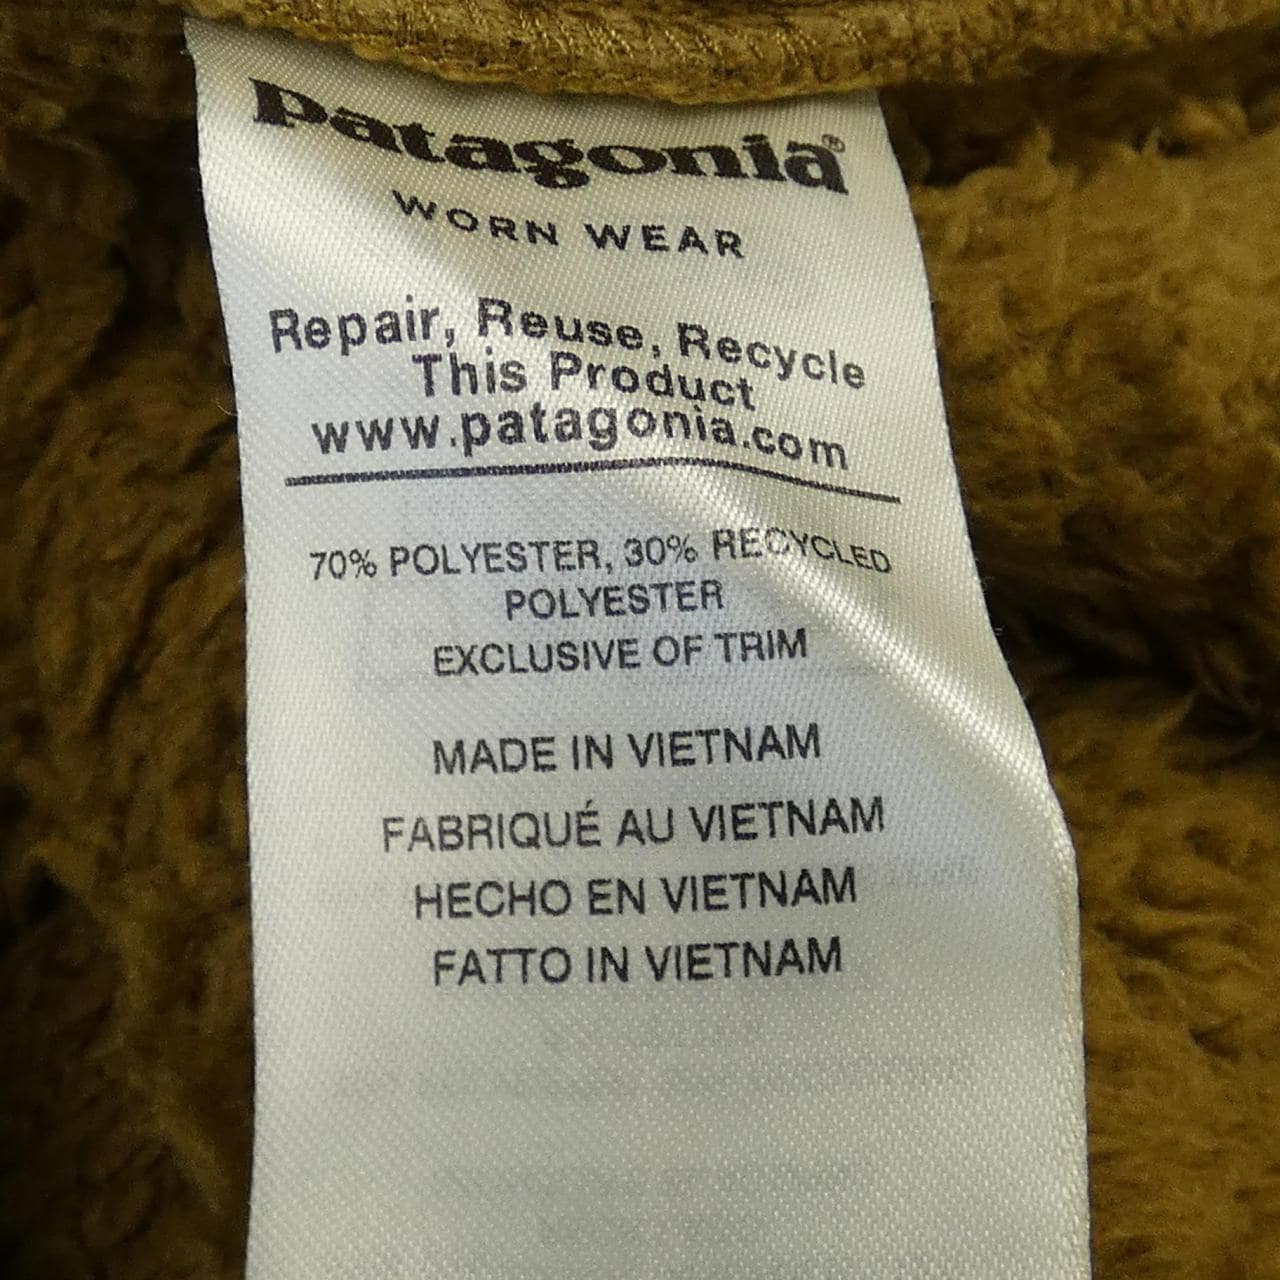 patagonia®
WORN WEAR
Repair, Reuse, Recycle
This Product
www.patagonia.com
70% POLYESTER, 30% RECYCLED
POLYESTER
EXCLUSIVE OF TRIM
MADE IN VIETNAM
FABRIQUÉ AU VIETNAM
HECHO EN VIETNAM
FATTO IN VIETNAM